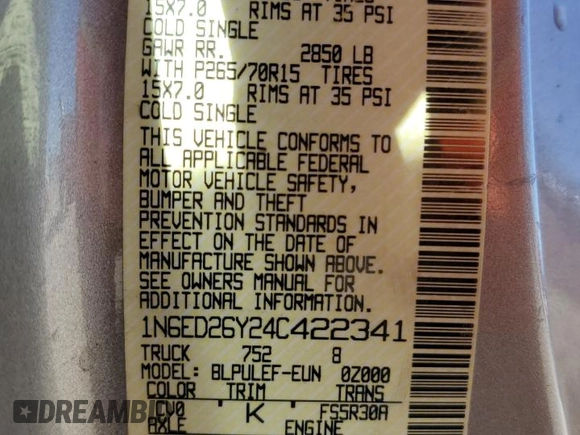 15X7.0 RIMS AT 35 PSI
COLD SINGLE
GAWR RR. 2850 LB
WITH P265/70R15 TIRES
15X7.0 RIMS AT 35 PSI
COLD SINGLE
THIS VEHICLE CONFORMS TO
ALL APPLICABLE FEDERAL
MOTOR VEHICLE SAFETY,
BUMPER AND THEFT
PREVENTION STANDARDS IN
EFFECT ON THE DATE OF
MANUFACTURE SHOWN ABOVE.
SEE OWNERS MANUAL FOR
ADDITIONAL INFORMATION.
1N6ED26Y24C422341
TRUCK 752 8
MODEL: BLPULEF-EUN 0Z000
COLOR TRIM TRANS
CV0 K FS5R30A
AXLE ENGINE
DREAMBI